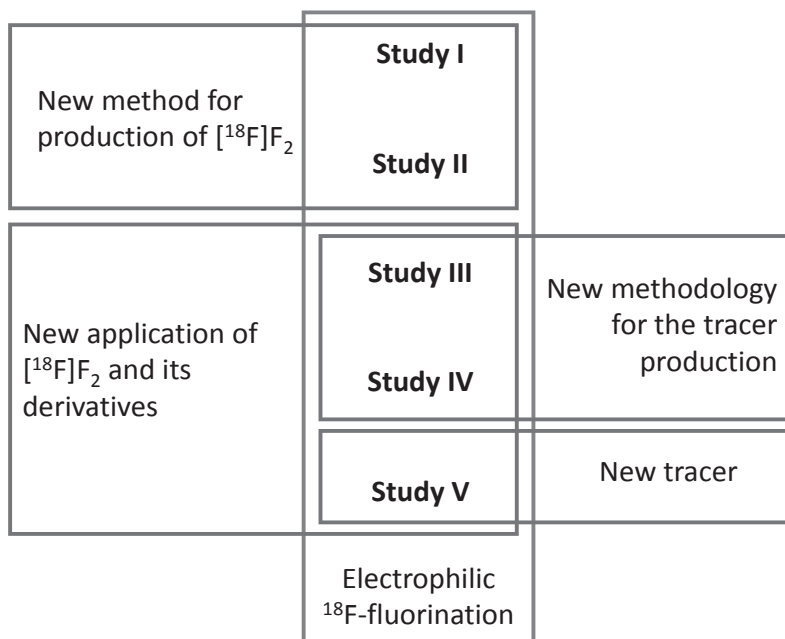 Study I
New method for
production of [¹⁸F]F₂
Study II
Study III
New methodology
for the tracer
production
New application of
[¹⁸F]F₂ and its
derivatives
Study IV
New tracer
Study V
Electrophilic
¹⁸F-fluorination